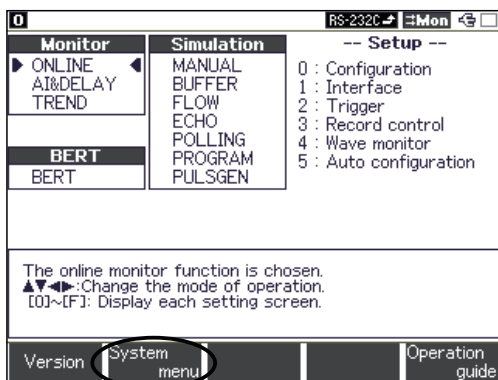 0 RS-232C Mon
Monitor
ONLINE
AI&DELAY
TREND
BERT
BERT
Simulation
MANUAL
BUFFER
FLOW
ECHO
POLLING
PROGRAM
PULSGEN
-- Setup --
0 : Configuration
1 : Interface
2 : Trigger
3 : Record control
4 : Wave monitor
5 : Auto configuration
The online monitor function is chosen.
▲▼◀▶:Change the mode of operation.
[0]~[F]: Display each setting screen.
Version
System
menu
Operation
guide